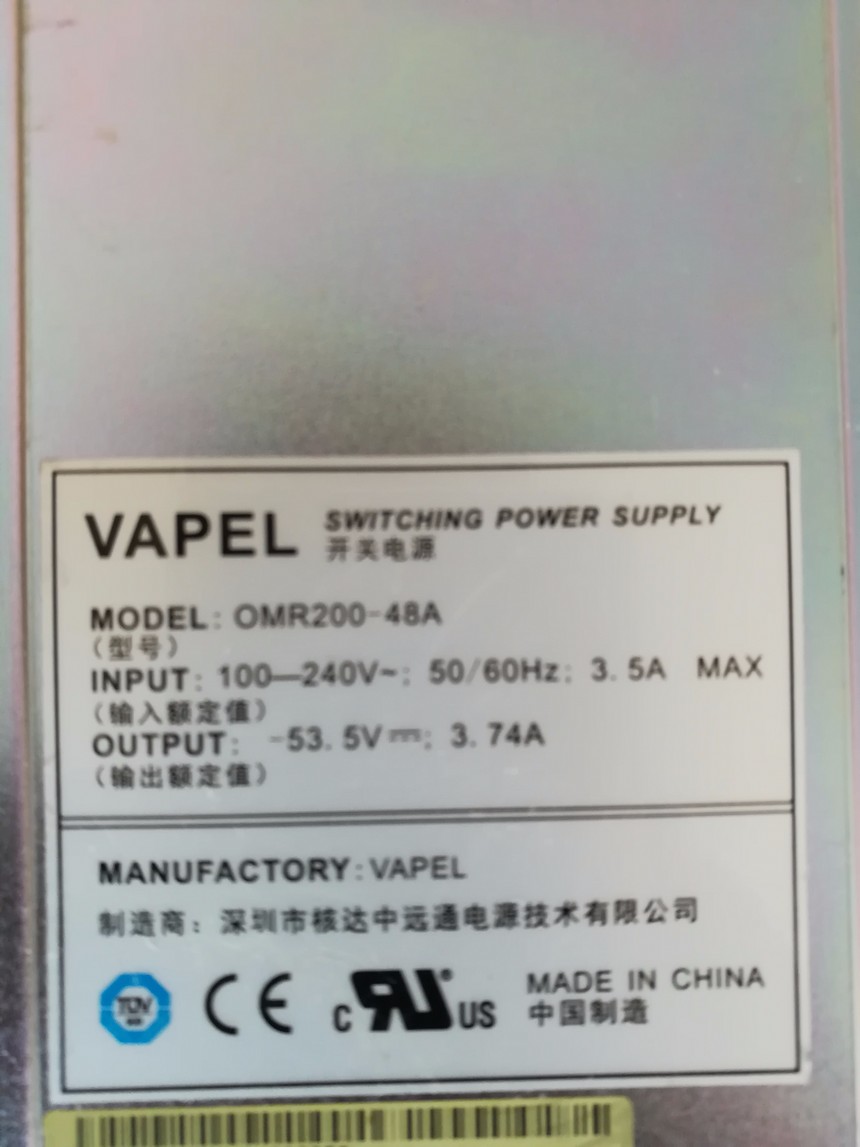 VAPEL SWITCHING POWER SUPPLY
开关电源
MODEL: OMR200-48A
(型号)
INPUT: 100—240V~; 50/60Hz; 3.5A MAX
(输入额定值)
OUTPUT: -53.5V⎓; 3.74A
(输出额定值)
MANUFACTORY: VAPEL
制造商: 深圳市核达中远通电源技术有限公司
TÜV CE c RU® US MADE IN CHINA
中国制造